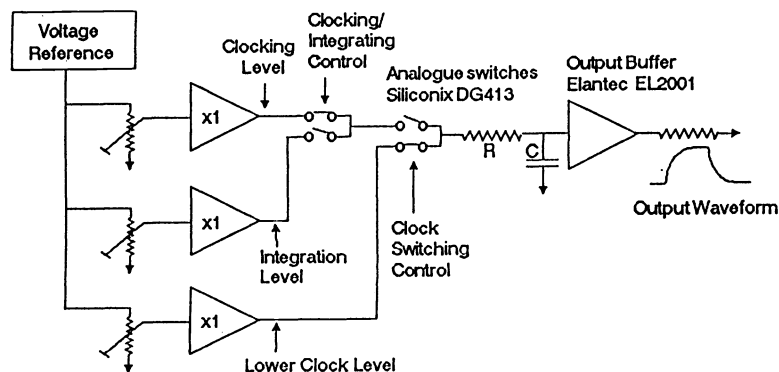 Voltage
Reference
Clocking
Level
Clocking/
Integrating
Control
Analogue switches
Siliconix DG413
Output Buffer
Elantec EL2001
x1
R
C
Output Waveform
x1
Integration
Level
Clock
Switching
Control
x1
Lower Clock Level